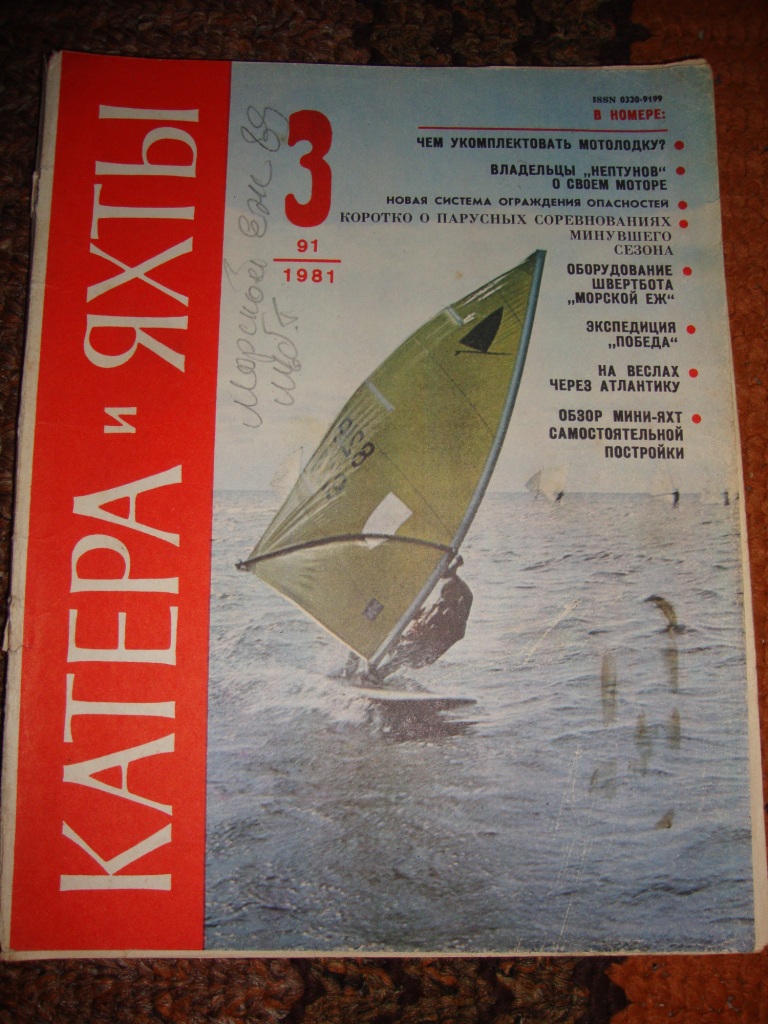 КАТЕРА и ЯХТЫ
3
91
1981
ISSN 0320-9199
В НОМЕРЕ:
ЧЕМ УКОМПЛЕКТОВАТЬ МОТОЛОДКУ?
ВЛАДЕЛЬЦЫ „НЕПТУНОВ"
О СВОЕМ МОТОРЕ
НОВАЯ СИСТЕМА ОГРАЖДЕНИЯ ОПАСНОСТЕЙ
КОРОТКО О ПАРУСНЫХ СОРЕВНОВАНИЯХ
МИНУВШЕГО
СЕЗОНА
ОБОРУДОВАНИЕ
ШВЕРТБОТА
„МОРСКОЙ ЕЖ"
ЭКСПЕДИЦИЯ
„ПОБЕДА"
НА ВЕСЛАХ
ЧЕРЕЗ АТЛАНТИКУ
ОБЗОР МИНИ-ЯХТ
САМОСТОЯТЕЛЬНОЙ
ПОСТРОЙКИ
Морской